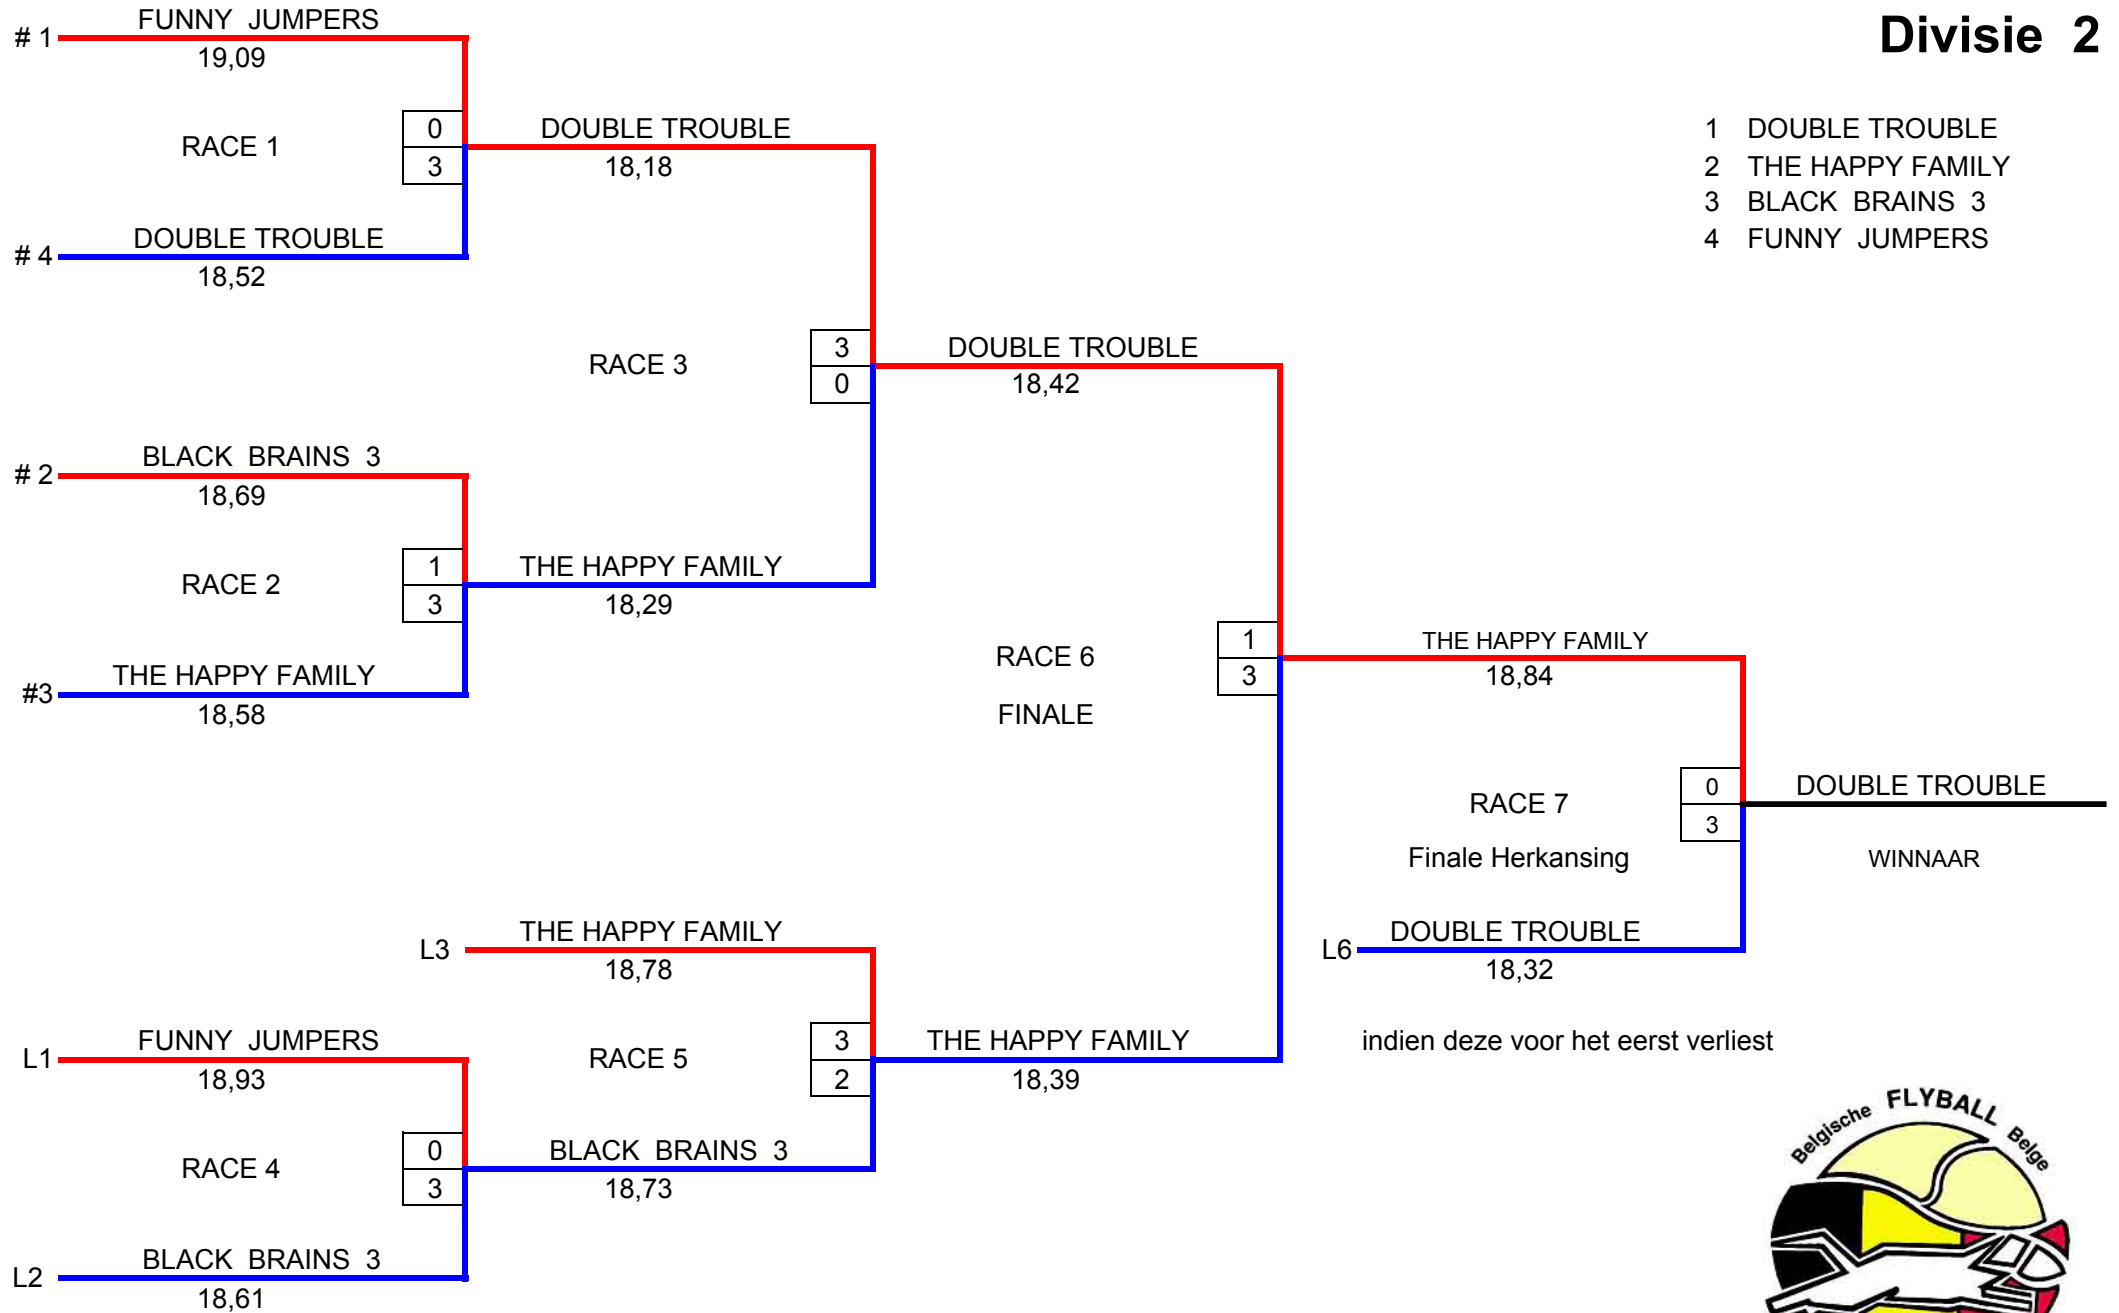 Divisie 2
# 1
FUNNY JUMPERS
19,09
RACE 1
0
3
# 4
DOUBLE TROUBLE
18,52
DOUBLE TROUBLE
18,18
1 DOUBLE TROUBLE
2 THE HAPPY FAMILY
3 BLACK BRAINS 3
4 FUNNY JUMPERS
RACE 3
3
0
DOUBLE TROUBLE
18,42
# 2
BLACK BRAINS 3
18,69
RACE 2
1
3
#3
THE HAPPY FAMILY
18,58
THE HAPPY FAMILY
18,29
RACE 6
FINALE
1
3
THE HAPPY FAMILY
18,84
RACE 7
Finale Herkansing
0
3
DOUBLE TROUBLE
WINNAAR
L6
DOUBLE TROUBLE
18,32
indien deze voor het eerst verliest
L3
THE HAPPY FAMILY
18,78
RACE 5
3
2
THE HAPPY FAMILY
18,39
L1
FUNNY JUMPERS
18,93
RACE 4
0
3
BLACK BRAINS 3
18,73
L2
BLACK BRAINS 3
18,61
Belgische FLYBALL Belge